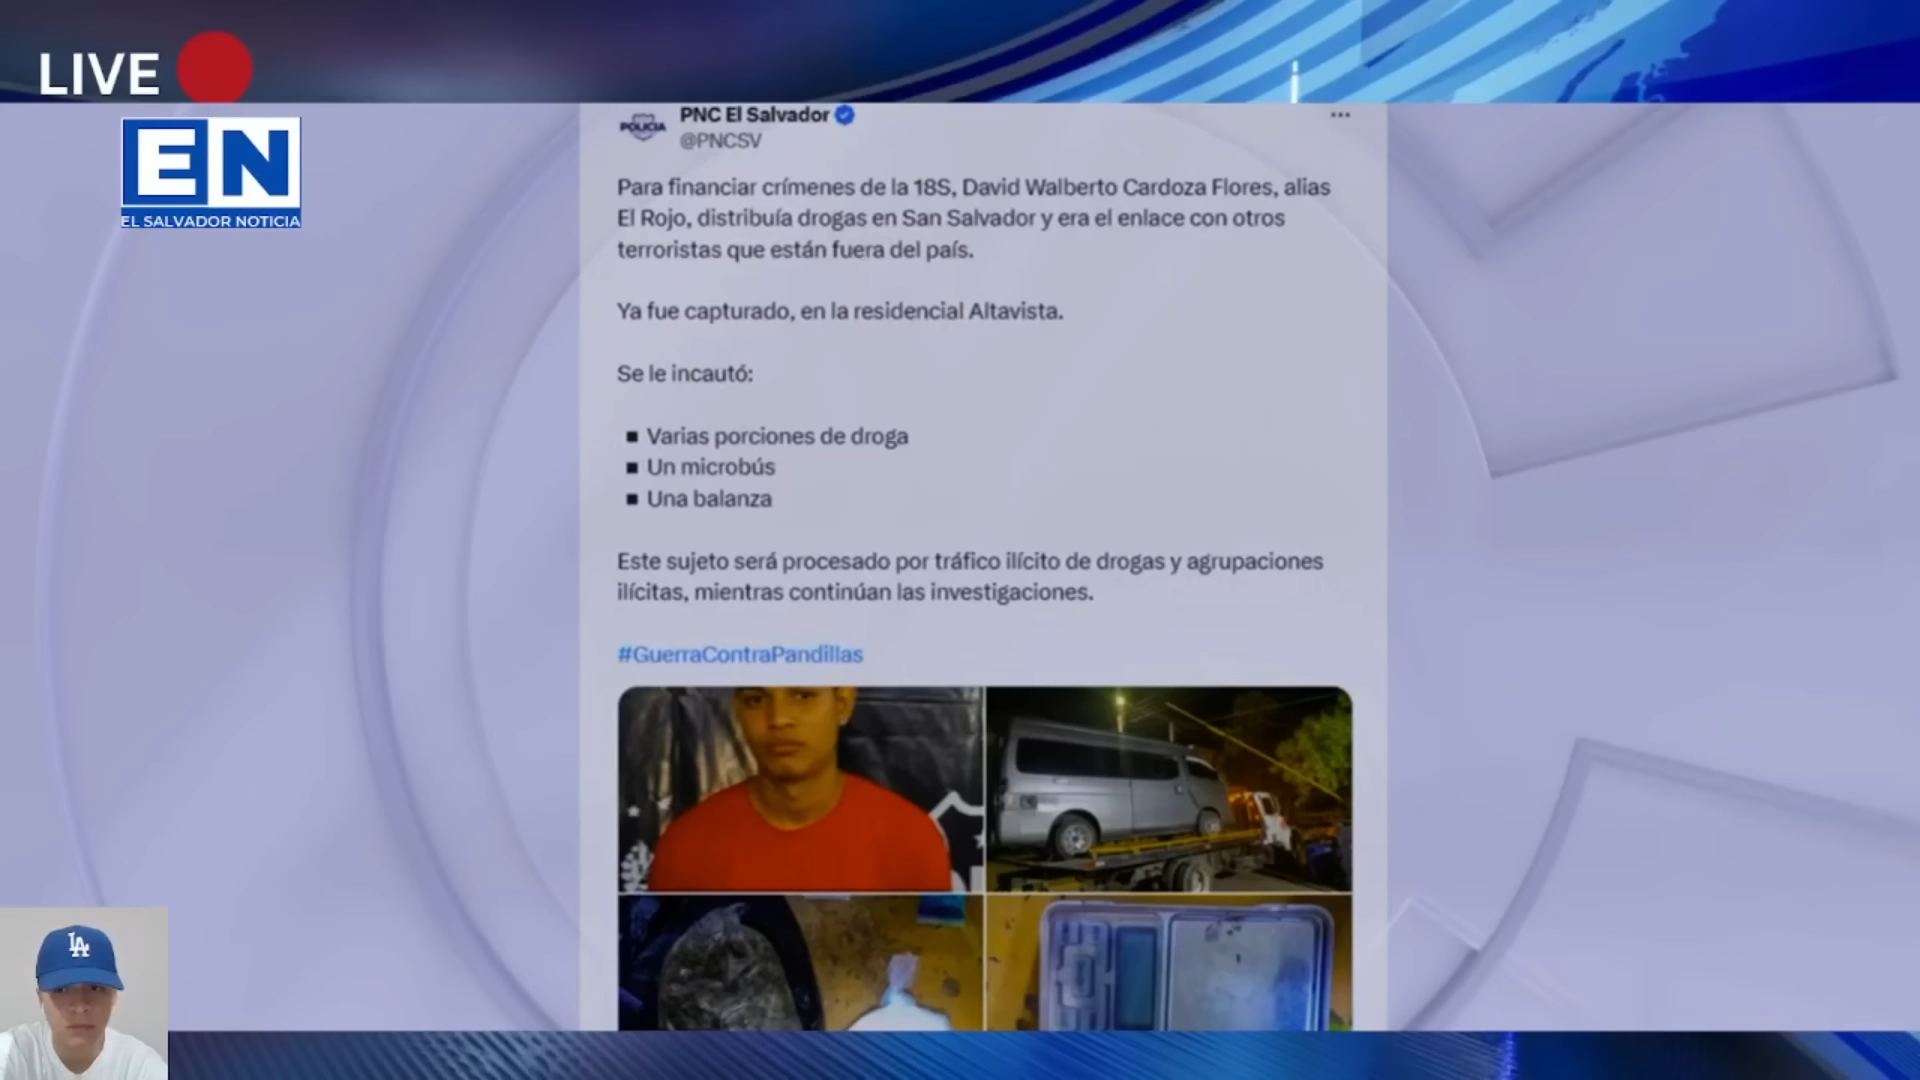 LIVE
EN
EL SALVADOR NOTICIA
POLICIA
PNC El Salvador
@PNCSV
Para financiar crímenes de la 18S, David Walberto Cardoza Flores, alias
El Rojo, distribuía drogas en San Salvador y era el enlace con otros
terroristas que están fuera del país.
Ya fue capturado, en la residencial Altavista.
Se le incautó:
▪ Varias porciones de droga
▪ Un microbús
▪ Una balanza
Este sujeto será procesado por tráfico ilícito de drogas y agrupaciones
ilícitas, mientras continúan las investigaciones.
#GuerraContraPandillas
LA